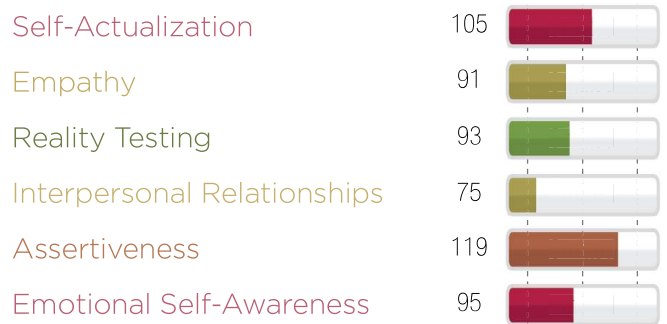 Self-Actualization 105
Empathy 91
Reality Testing 93
Interpersonal Relationships 75
Assertiveness 119
Emotional Self-Awareness 95